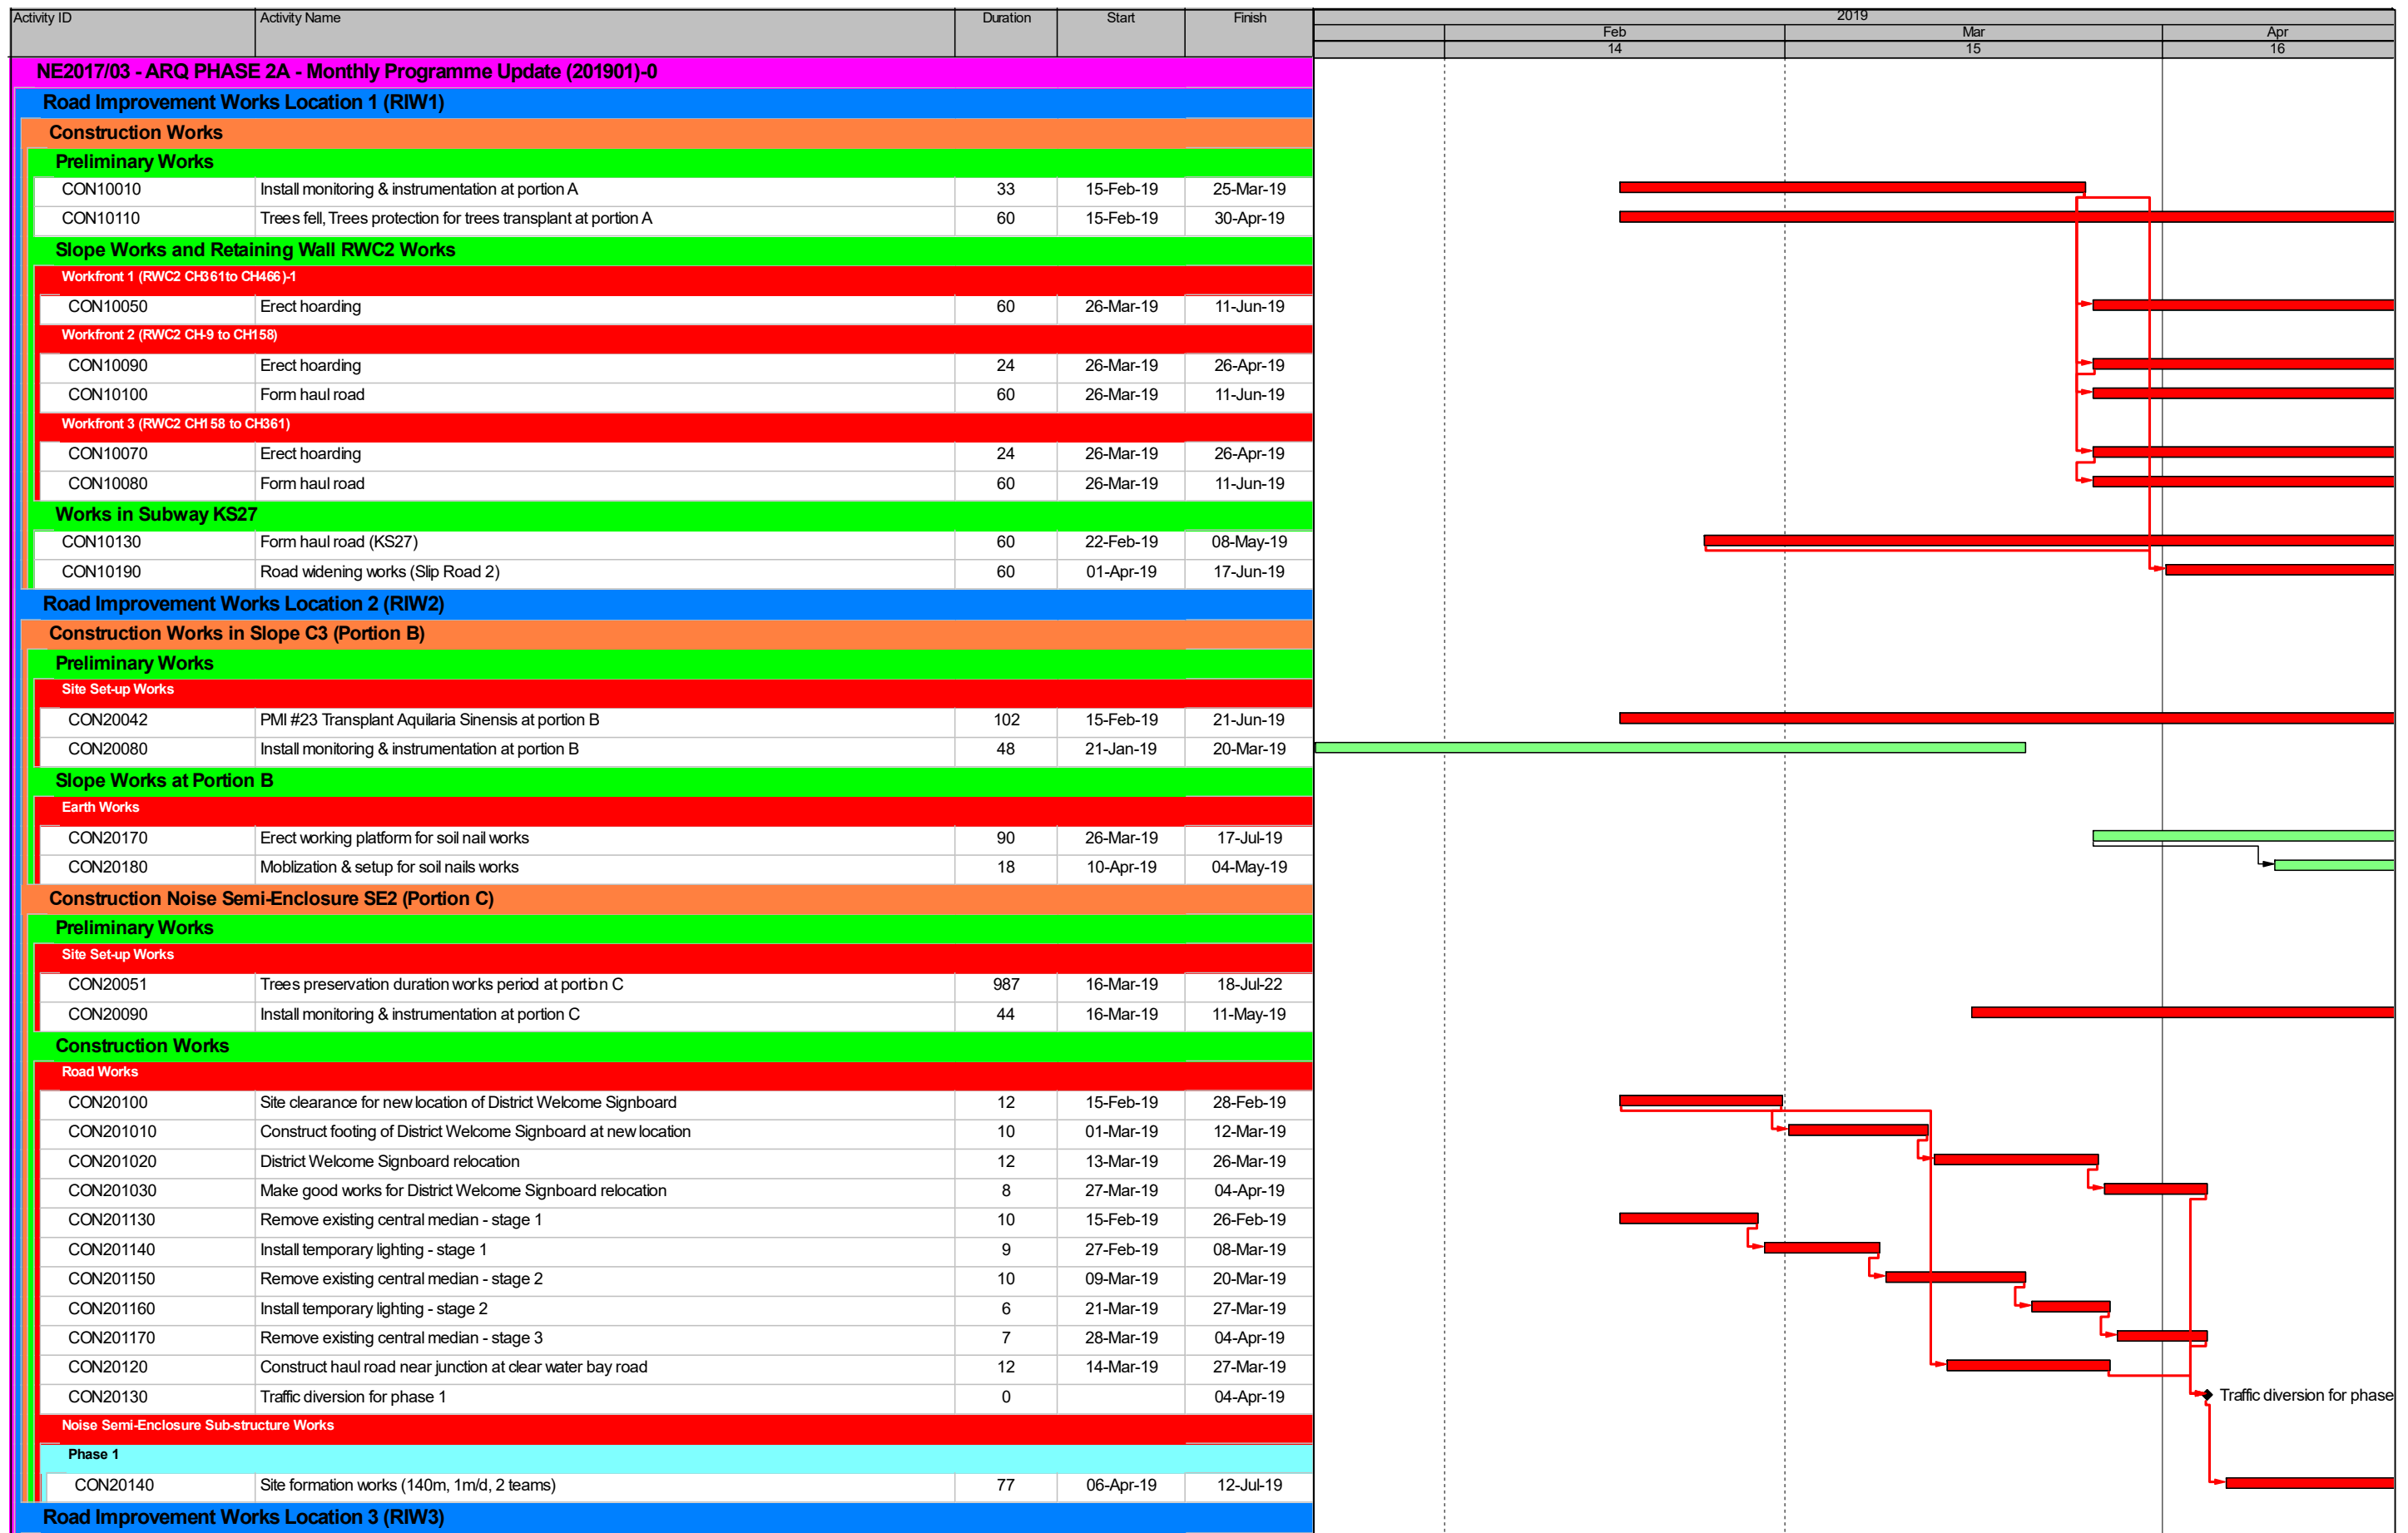 Activity ID Activity Name Duration Start Finish 2019
Feb Mar Apr
14 15 16
NE2017/03 - ARQ PHASE 2A - Monthly Programme Update (201901)-0
Road Improvement Works Location 1 (RIW1)
Construction Works
Preliminary Works
CON10010 Install monitoring & instrumentation at portion A 33 15-Feb-19 25-Mar-19
CON10110 Trees fell, Trees protection for trees transplant at portion A 60 15-Feb-19 30-Apr-19
Slope Works and Retaining Wall RWC2 Works
Workfront 1 (RWC2 CH361to CH466)-1
CON10050 Erect hoarding 60 26-Mar-19 11-Jun-19
Workfront 2 (RWC2 CH-9 to CH158)
CON10090 Erect hoarding 24 26-Mar-19 26-Apr-19
CON10100 Form haul road 60 26-Mar-19 11-Jun-19
Workfront 3 (RWC2 CH158 to CH361)
CON10070 Erect hoarding 24 26-Mar-19 26-Apr-19
CON10080 Form haul road 60 26-Mar-19 11-Jun-19
Works in Subway KS27
CON10130 Form haul road (KS27) 60 22-Feb-19 08-May-19
CON10190 Road widening works (Slip Road 2) 60 01-Apr-19 17-Jun-19
Road Improvement Works Location 2 (RIW2)
Construction Works in Slope C3 (Portion B)
Preliminary Works
Site Set-up Works
CON20042 PMI #23 Transplant Aquilaria Sinensis at portion B 102 15-Feb-19 21-Jun-19
CON20080 Install monitoring & instrumentation at portion B 48 21-Jan-19 20-Mar-19
Slope Works at Portion B
Earth Works
CON20170 Erect working platform for soil nail works 90 26-Mar-19 17-Jul-19
CON20180 Moblization & setup for soil nails works 18 10-Apr-19 04-May-19
Construction Noise Semi-Enclosure SE2 (Portion C)
Preliminary Works
Site Set-up Works
CON20051 Trees preservation duration works period at portion C 987 16-Mar-19 18-Jul-22
CON20090 Install monitoring & instrumentation at portion C 44 16-Mar-19 11-May-19
Construction Works
Road Works
CON20100 Site clearance for new location of District Welcome Signboard 12 15-Feb-19 28-Feb-19
CON201010 Construct footing of District Welcome Signboard at new location 10 01-Mar-19 12-Mar-19
CON201020 District Welcome Signboard relocation 12 13-Mar-19 26-Mar-19
CON201030 Make good works for District Welcome Signboard relocation 8 27-Mar-19 04-Apr-19
CON201130 Remove existing central median - stage 1 10 15-Feb-19 26-Feb-19
CON201140 Install temporary lighting - stage 1 9 27-Feb-19 08-Mar-19
CON201150 Remove existing central median - stage 2 10 09-Mar-19 20-Mar-19
CON201160 Install temporary lighting - stage 2 6 21-Mar-19 27-Mar-19
CON201170 Remove existing central median - stage 3 7 28-Mar-19 04-Apr-19
CON20120 Construct haul road near junction at clear water bay road 12 14-Mar-19 27-Mar-19
CON20130 Traffic diversion for phase 1 0 04-Apr-19 Traffic diversion for phase
Noise Semi-Enclosure Sub-structure Works
Phase 1
CON20140 Site formation works (140m, 1m/d, 2 teams) 77 06-Apr-19 12-Jul-19
Road Improvement Works Location 3 (RIW3)